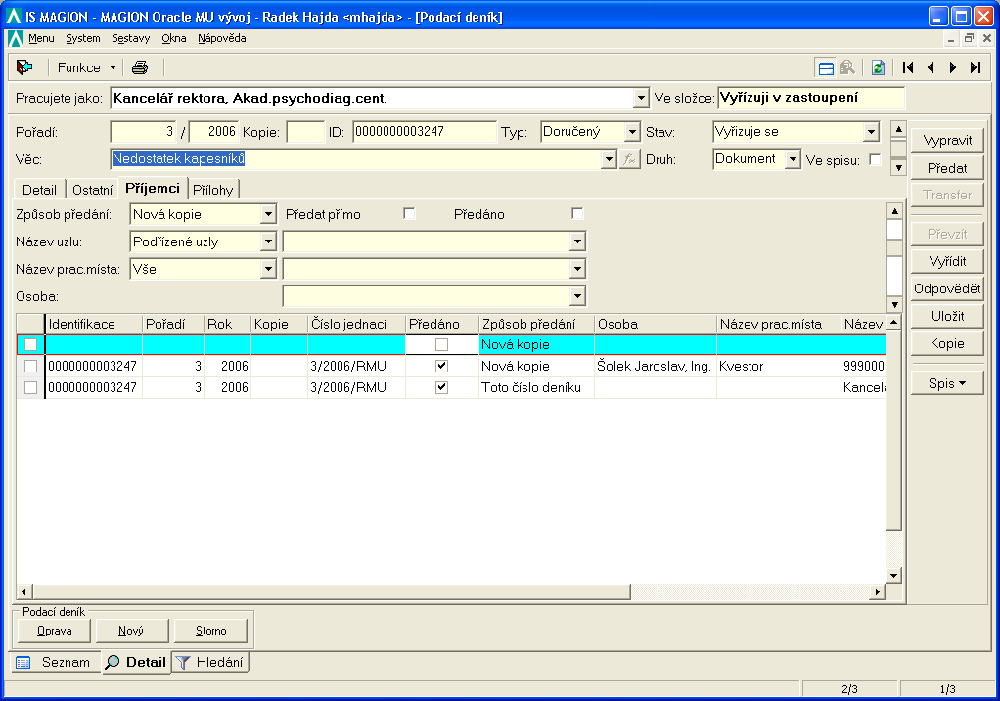 IS MAGION - MAGION Oracle MU vývoj - Radek Hajda <mhajda> - [Podací deník]
Menu System Sestavy Okna Nápověda
Funkce
Pracujete jako: Kancelář rektora, Akad.psychodiag.cent. Ve složce: Vyřízuji v zastoupení
Pořadí: 3 / 2006 Kopie: ID: 0000000003247 Typ: Doručený Stav: Vyřizuje se
Vypravit
Věc: Nedostatek kapesníků Druh: Dokument Ve spisu:
Předat
Detail Ostatní Příjemci Přílohy
Transfer
Způsob předání: Nová kopie Předat přímo Předáno
Převzít
Název uzlu: Podřízené uzly
Vyřídit
Název prac.místa: Vše
Odpovědět
Osoba:
Uložit
Identifikace Pořadí Rok Kopie Číslo jednací Předáno Způsob předání Osoba Název prac.místa Název
Nová kopie
Kopie
0000000003247 3 2006 3/2006/RMU Nová kopie Šolek Jaroslav, Ing. Kvestor 999000
Spis
0000000003247 3 2006 3/2006/RMU Toto číslo deníku Kancelá
Podací deník
Oprava Nový Storno
Seznam Detail Hledání
2/3 1/3